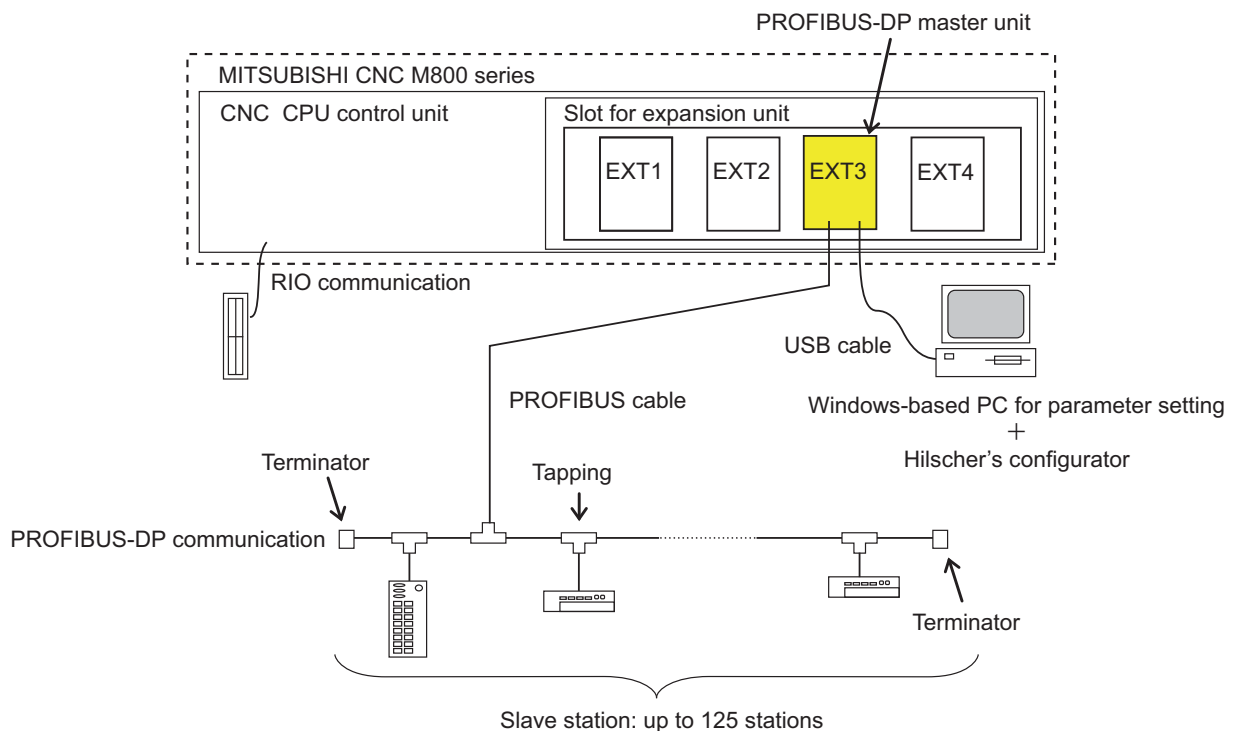 PROFIBUS-DP master unit
MITSUBISHI CNC M800 series
CNC CPU control unit
Slot for expansion unit
EXT1
EXT2
EXT3
EXT4
RIO communication
USB cable
PROFIBUS cable
Windows-based PC for parameter setting
+
Hilscher’s configurator
Terminator
Tapping
PROFIBUS-DP communication
Terminator
Slave station: up to 125 stations